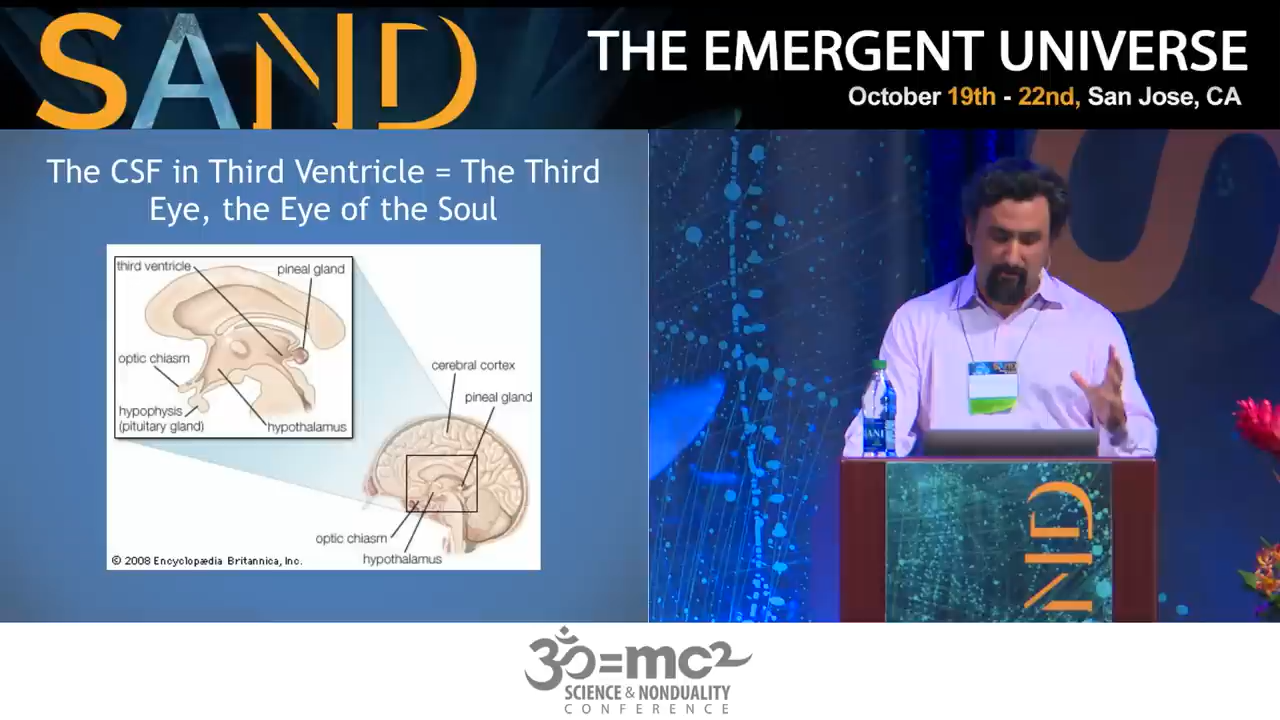 SAND
THE EMERGENT UNIVERSE
October 19th - 22nd, San Jose, CA
The CSF in Third Ventricle = The Third
Eye, the Eye of the Soul
third ventricle
pineal gland
optic chiasm
hypophysis
(pituitary gland)
hypothalamus
cerebral cortex
pineal gland
optic chiasm
hypothalamus
© 2008 Encyclopædia Britannica, Inc.
ND
ॐ=mc2
SCIENCE & NONDUALITY
CONFERENCE